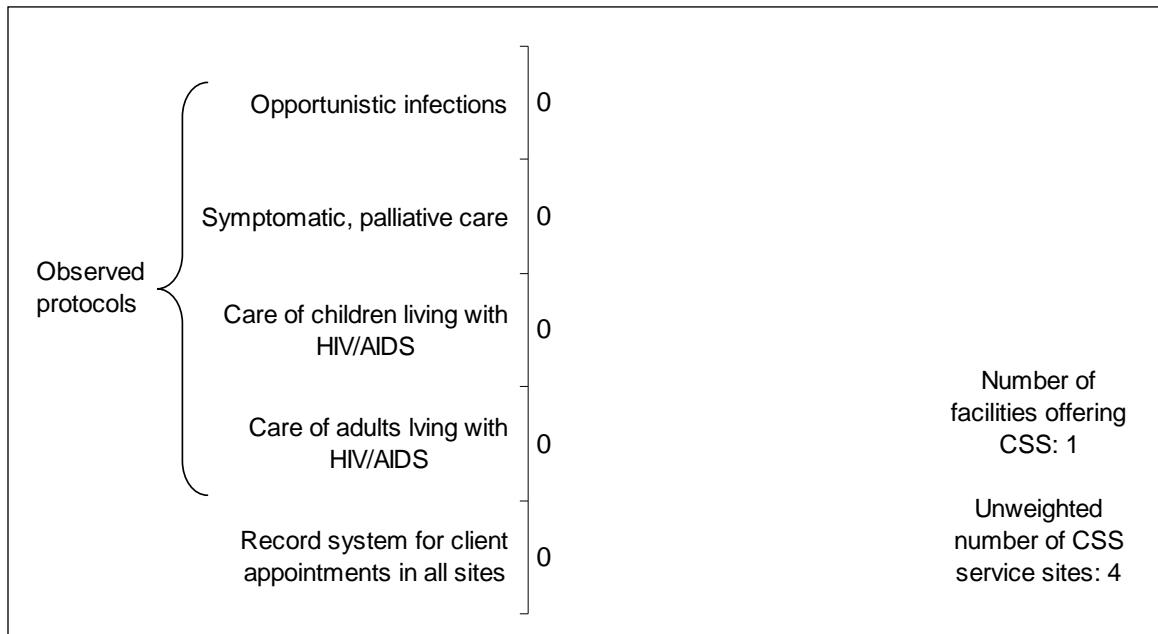 Opportunistic infections
0
Symptomatic, palliative care
0
Observed
protocols
Care of children living with
HIV/AIDS
0
Care of adults lving with
HIV/AIDS
0
Record system for client
appointments in all sites
0
Number of
facilities offering
CSS: 1
Unweighted
number of CSS
service sites: 4